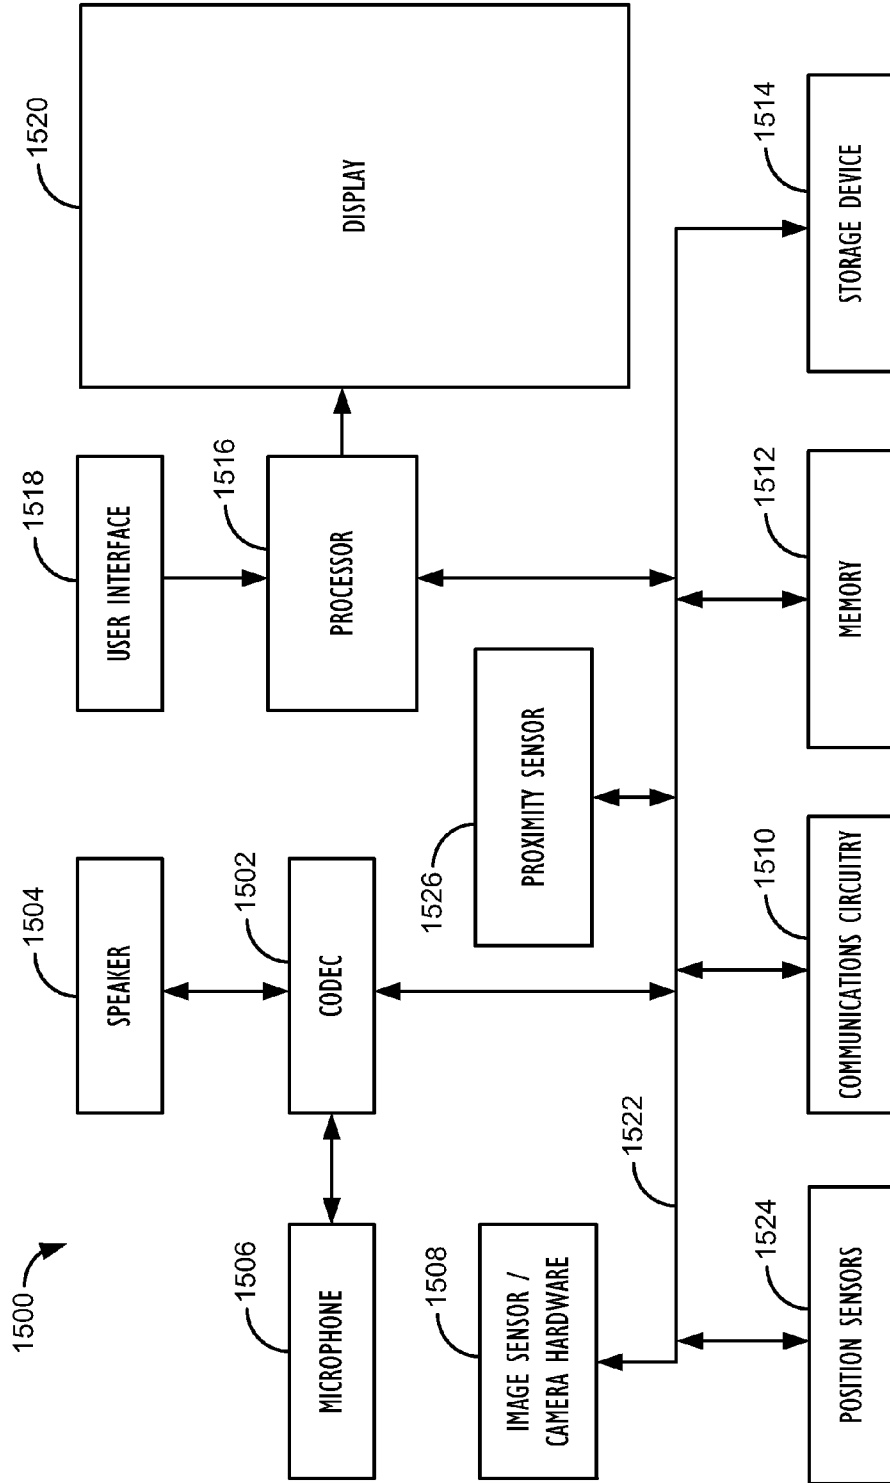 1500
SPEAKER
1504
USER INTERFACE
1518
DISPLAY
1520
MICROPHONE
1506
CODEC
1502
PROCESSOR
1516
IMAGE SENSOR /
CAMERA HARDWARE
1508
PROXIMITY SENSOR
1526
1522
POSITION SENSORS
1524
COMMUNICATIONS CIRCUITRY
1510
MEMORY
1512
STORAGE DEVICE
1514